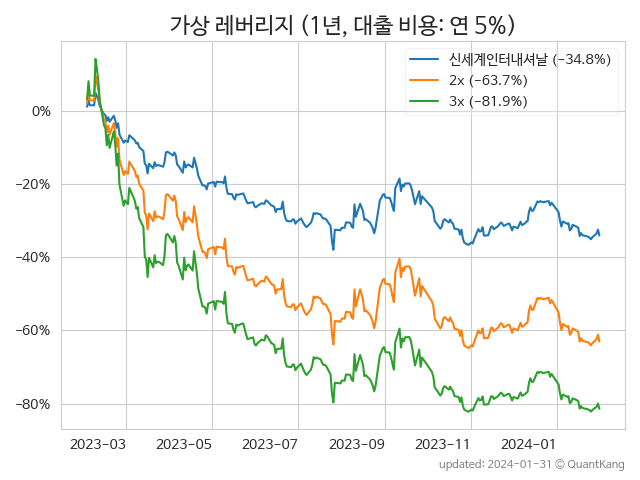 가상 레버리지 (1년, 대출 비용: 연 5%)
신세계인터내셔날 (−34.8%)
2x (−63.7%)
3x (−81.9%)
0%
−20%
−40%
−60%
−80%
2023-03 2023-05 2023-07 2023-09 2023-11 2024-01
updated: 2024-01-31 © QuantKang